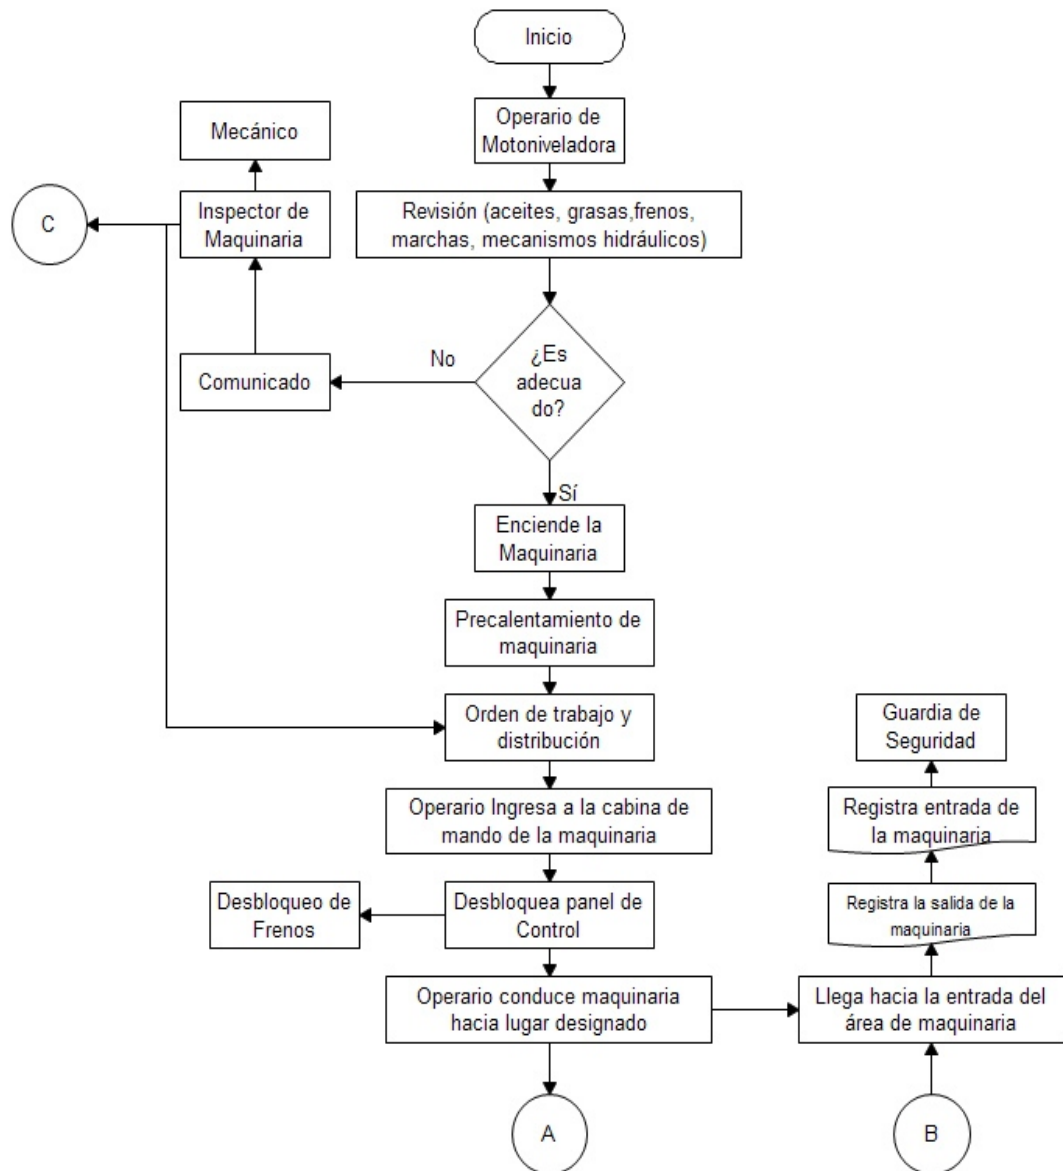 Inicio
Operario de
Motoniveladora
Mecánico
Inspector de
Maquinaria
C
Revisión (aceites, grasas,frenos,
marchas, mecanismos hidráulicos)
¿Es
adecua
do?
No
Comunicado
Sí
Enciende la
Maquinaria
Precalentamiento de
maquinaria
Orden de trabajo y
distribución
Guardia de
Seguridad
Operario Ingresa a la cabina de
mando de la maquinaria
Registra entrada de
la maquinaria
Desbloqueo de
Frenos
Desbloquea panel de
Control
Registra la salida de la
maquinaria
Operario conduce maquinaria
hacia lugar designado
Llega hacia la entrada del
área de maquinaria
A
B